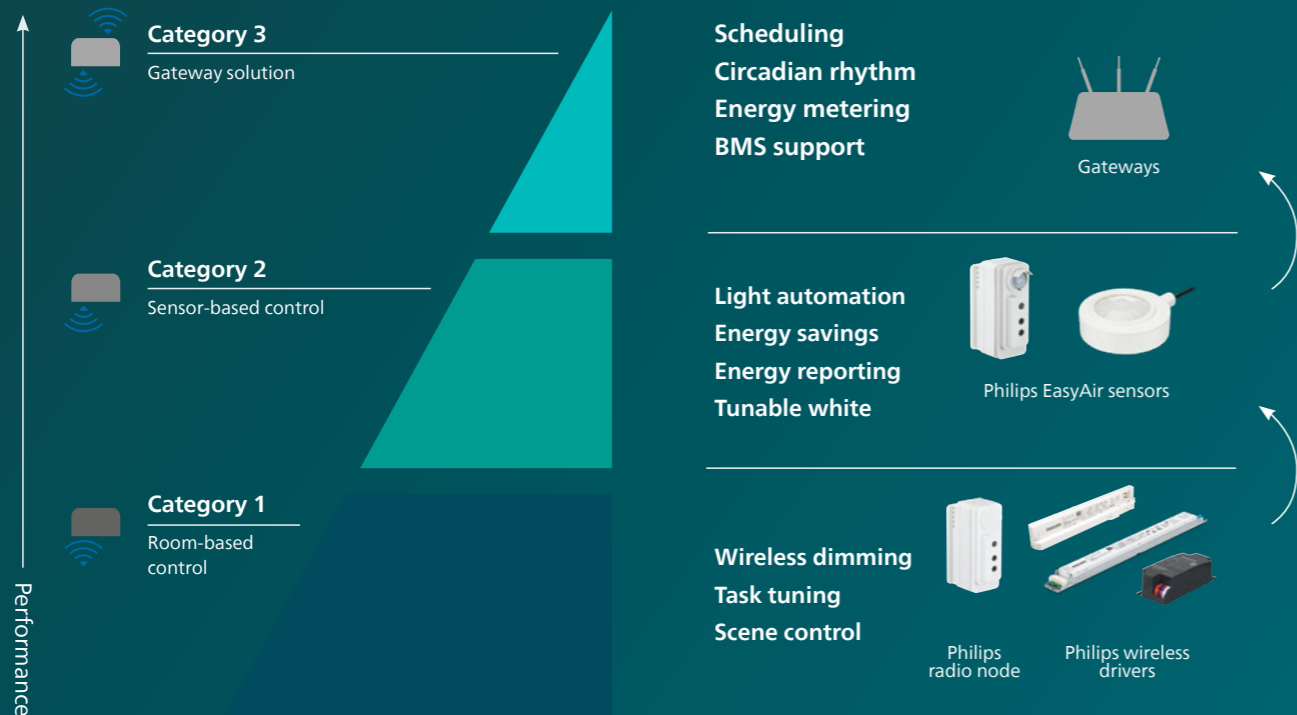 Category 3
Gateway solution
Scheduling
Circadian rhythm
Energy metering
BMS support
Gateways
Category 2
Sensor-based control
Light automation
Energy savings
Energy reporting
Tunable white
Philips EasyAir sensors
Category 1
Room-based
control
Wireless dimming
Task tuning
Scene control
Philips
radio node
Philips wireless
drivers
Performance